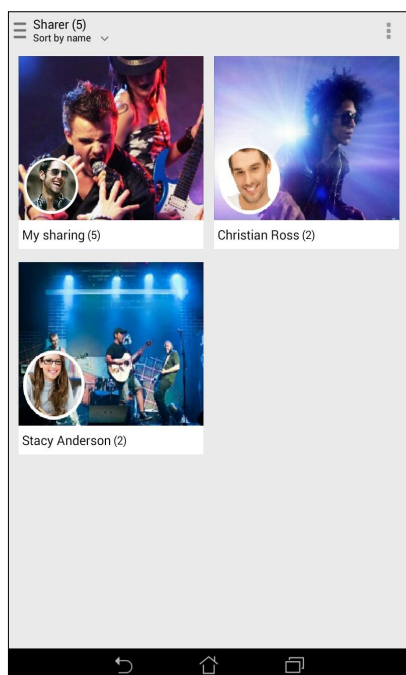 Sharer (5)
Sort by name
My sharing (5)
Christian Ross (2)
Stacy Anderson (2)